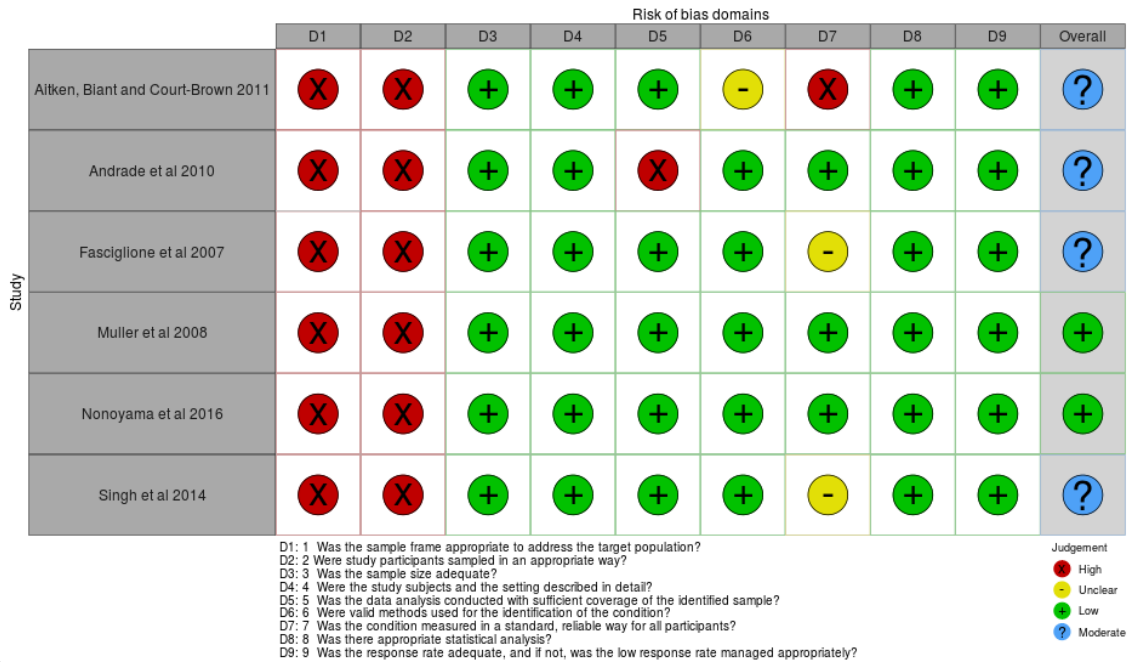 Risk of bias domains
D1 D2 D3 D4 D5 D6 D7 D8 D9 Overall
Study
Aitken, Biant and Court-Brown 2011 X X + + + - X + + ?
Andrade et al 2010 X X + + X + + + + ?
Fasciglione et al 2007 X X + + + + - + + ?
Muller et al 2008 X X + + + + + + + +
Nonoyama et al 2016 X X + + + + + + + +
Singh et al 2014 X X + + + + - + + ?
D1: 1 Was the sample frame appropriate to address the target population?
D2: 2 Were study participants sampled in an appropriate way?
D3: 3 Was the sample size adequate?
D4: 4 Were the study subjects and the setting described in detail?
D5: 5 Was the data analysis conducted with sufficient coverage of the identified sample?
D6: 6 Were valid methods used for the identification of the condition?
D7: 7 Was the condition measured in a standard, reliable way for all participants?
D8: 8 Was there appropriate statistical analysis?
D9: 9 Was the response rate adequate, and if not, was the low response rate managed appropriately?
Judgement
X High
- Unclear
+ Low
? Moderate